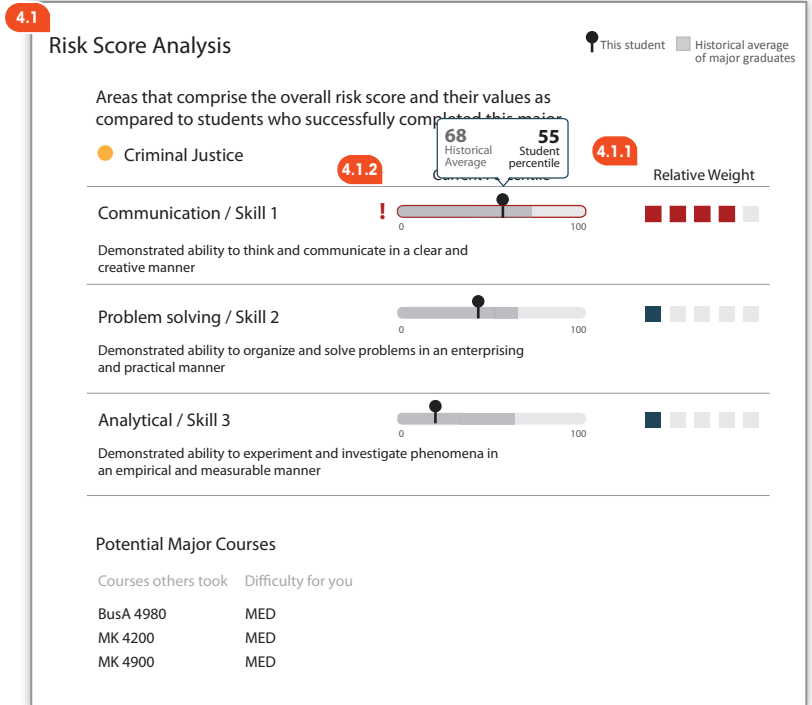 4.1
Risk Score Analysis
This student
Historical average
of major graduates
Areas that comprise the overall risk score and their values as
compared to students who successfully completed this major
68
55
Historical
Average
Student
percentile
4.1.1
Criminal Justice
4.1.2
Current Percentile
Relative Weight
Communication / Skill 1
!
0
100
Demonstrated ability to think and communicate in a clear and
creative manner
Problem solving / Skill 2
0
100
Demonstrated ability to organize and solve problems in an enterprising
and practical manner
Analytical / Skill 3
0
100
Demonstrated ability to experiment and investigate phenomena in
an empirical and measurable manner
Potential Major Courses
Courses others took Difficulty for you
BusA 4980 MED
MK 4200 MED
MK 4900 MED